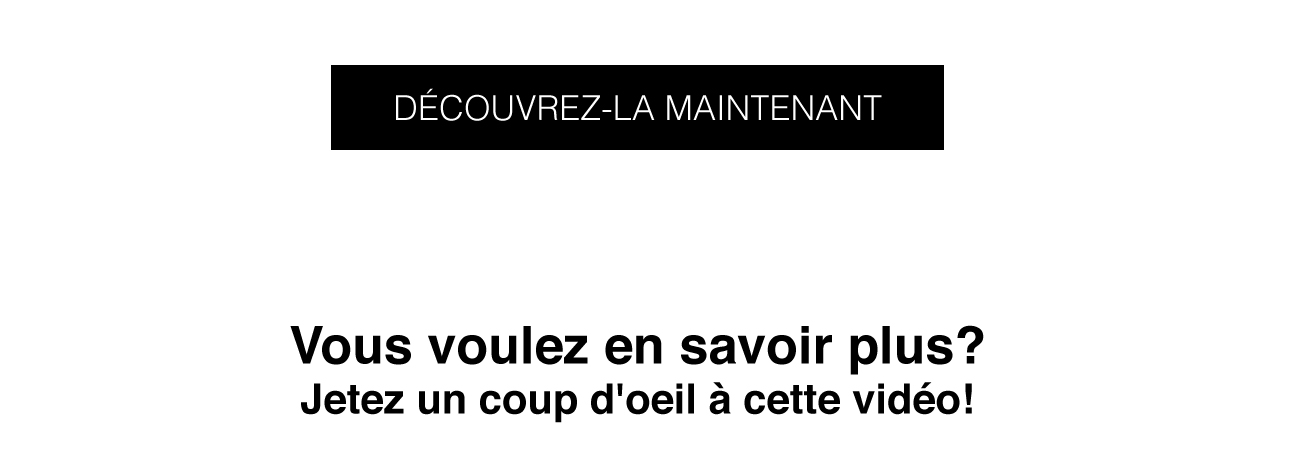 DÉCOUVREZ-LA MAINTENANT
Vous voulez en savoir plus?
Jetez un coup d'oeil à cette vidéo!